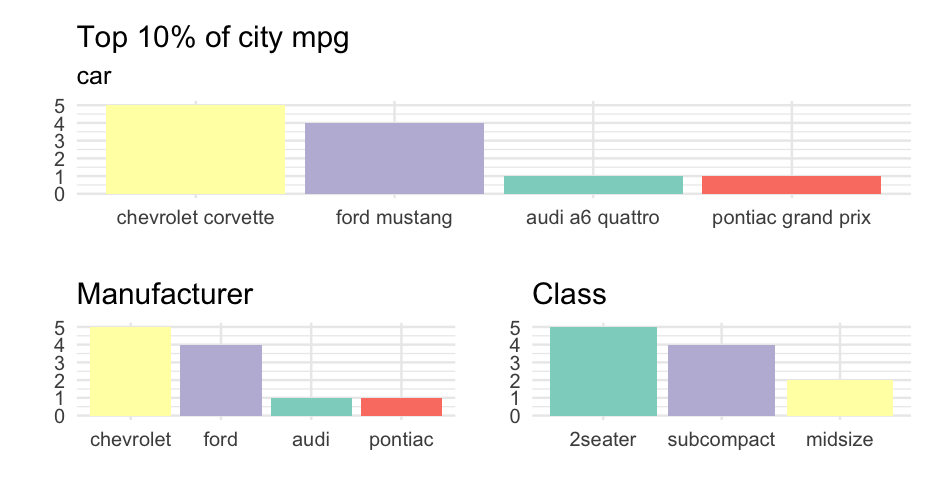 Top 10% of city mpg
car
5
4
3
2
1
0
chevrolet corvette ford mustang audi a6 quattro pontiac grand prix
Manufacturer
5
4
3
2
1
0
chevrolet ford audi pontiac
Class
5
4
3
2
1
0
2seater subcompact midsize